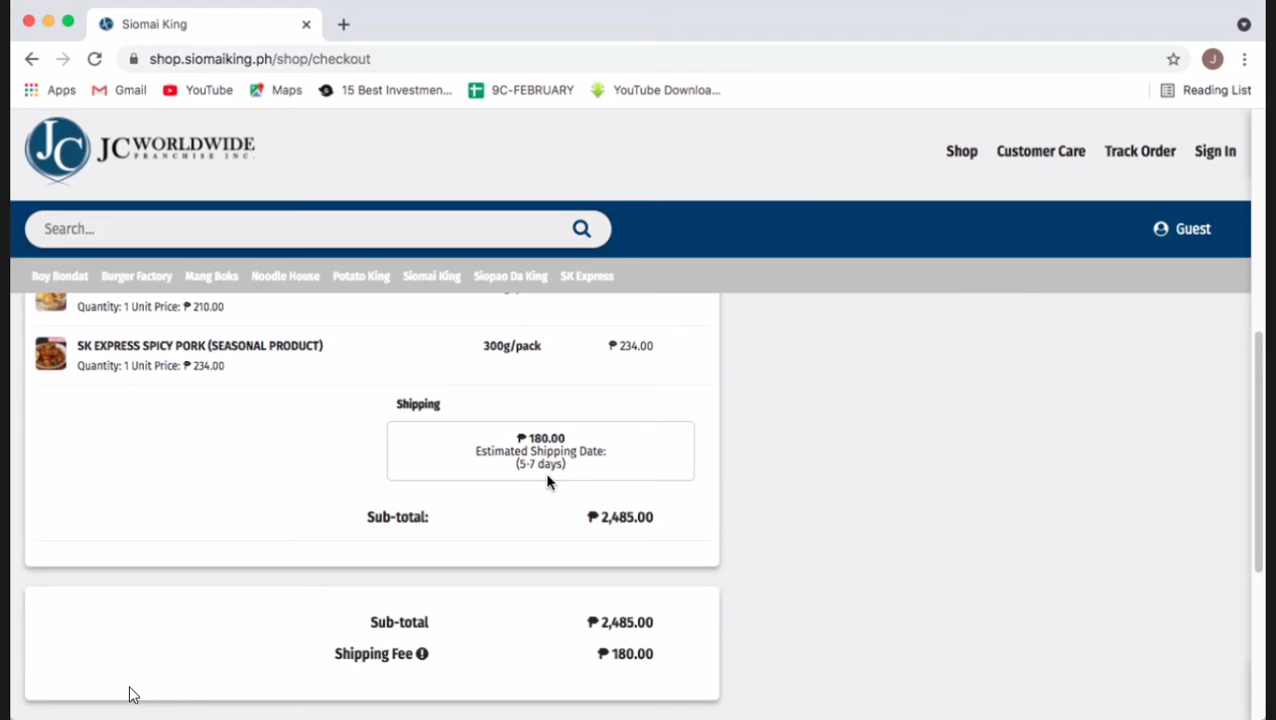 Siomai King
shop.siomaiking.ph/shop/checkout
J
Apps Gmail YouTube Maps 15 Best Investmen... 9C-FEBRUARY YouTube Downloa... Reading List
JC JC WORLDWIDE
FRANCHISE INC.
Shop Customer Care Track Order Sign In
Search... Guest
Boy Bondat Burger Factory Mang Boks Noodle House Potato King Siomai King Siopao Da King SK Express
Quantity: 1 Unit Price: ₱ 210.00
SK EXPRESS SPICY PORK (SEASONAL PRODUCT) 300g/pack ₱ 234.00
Quantity: 1 Unit Price: ₱ 234.00
Shipping
₱ 180.00
Estimated Shipping Date:
(5-7 days)
Sub-total: ₱ 2,485.00
Sub-total ₱ 2,485.00
Shipping Fee ₱ 180.00